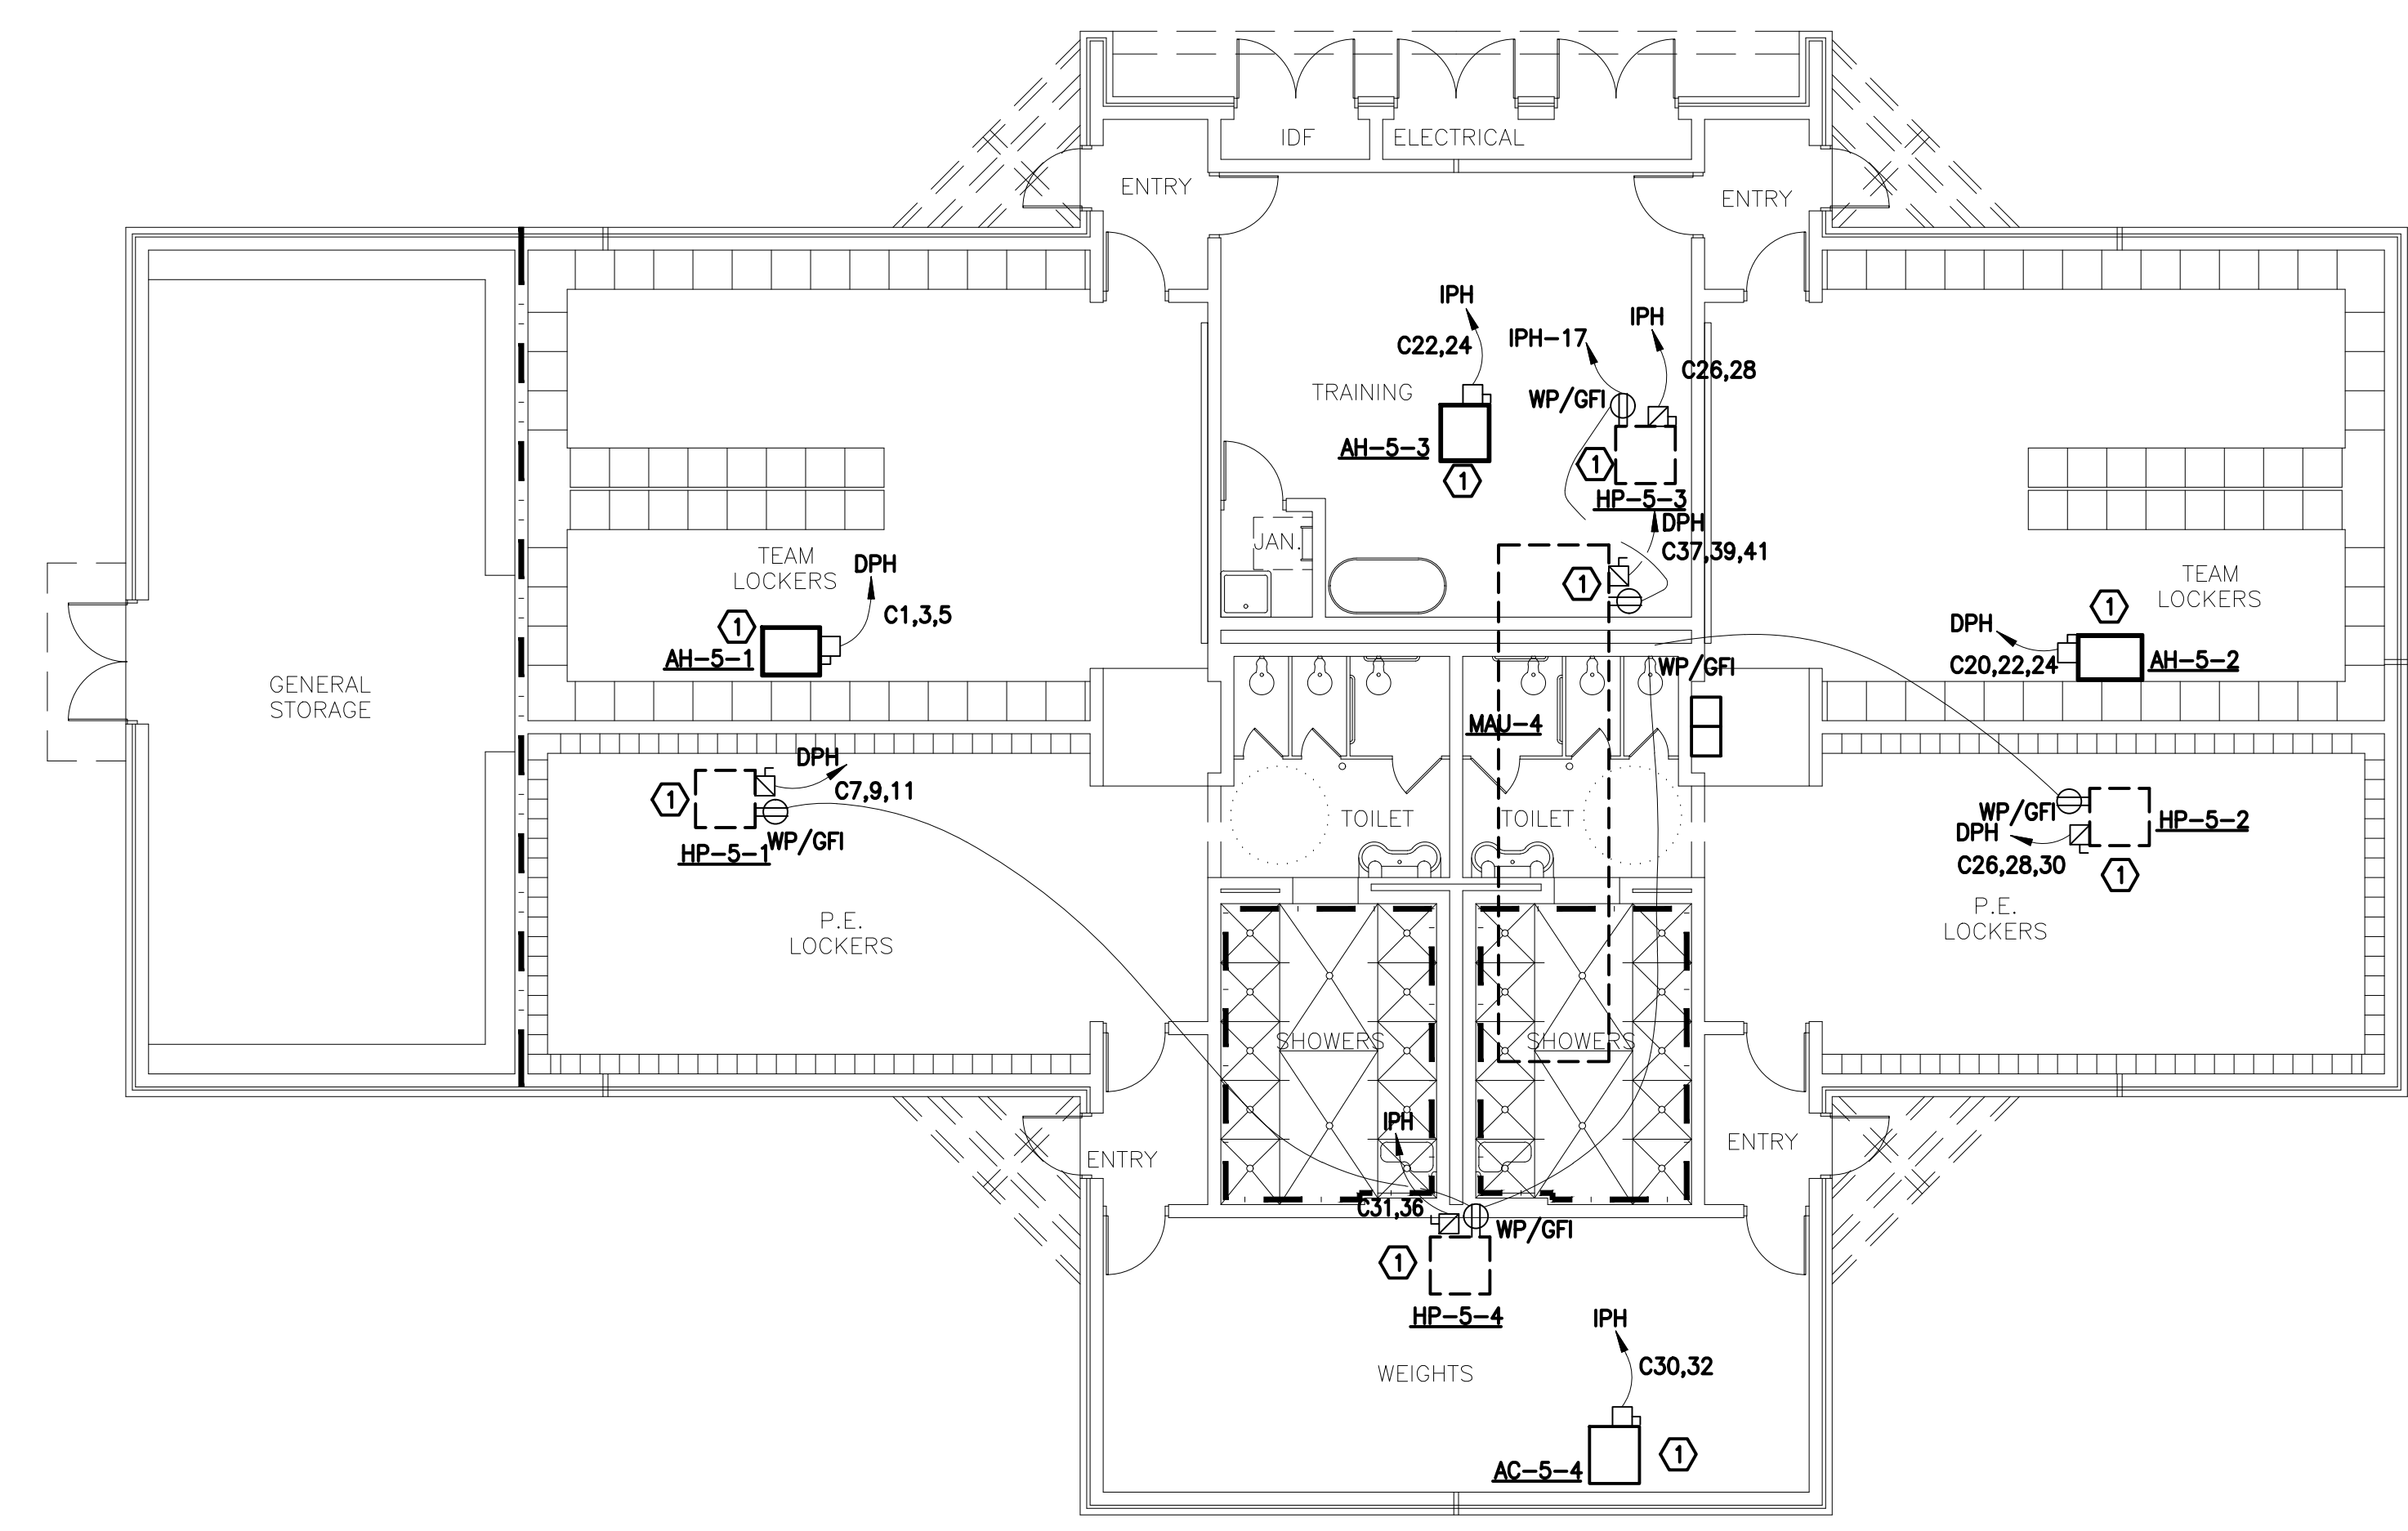 IDF
ELECTRICAL
ENTRY
ENTRY
IPH
C22,24
IPH-17
IPH
C26,28
TRAINING
WP/GFI
AH-5-3
1
1
HP-5-3
DPH
C37,39,41
JAN.
1
TEAM
LOCKERS
DPH
C1,3,5
1
AH-5-1
TEAM
LOCKERS
1
DPH
C20,22,24
AH-5-2
GENERAL
STORAGE
WP/GFI
MAU-4
DPH
C7,9,11
1
WP/GFI
HP-5-1
TOILET
TOILET
WP/GFI
HP-5-2
DPH
C26,28,30
1
P.E.
LOCKERS
P.E.
LOCKERS
SHOWERS
SHOWERS
ENTRY
IPH
ENTRY
C31,36
WP/GFI
1
HP-5-4
IPH
C30,32
WEIGHTS
AC-5-4
1